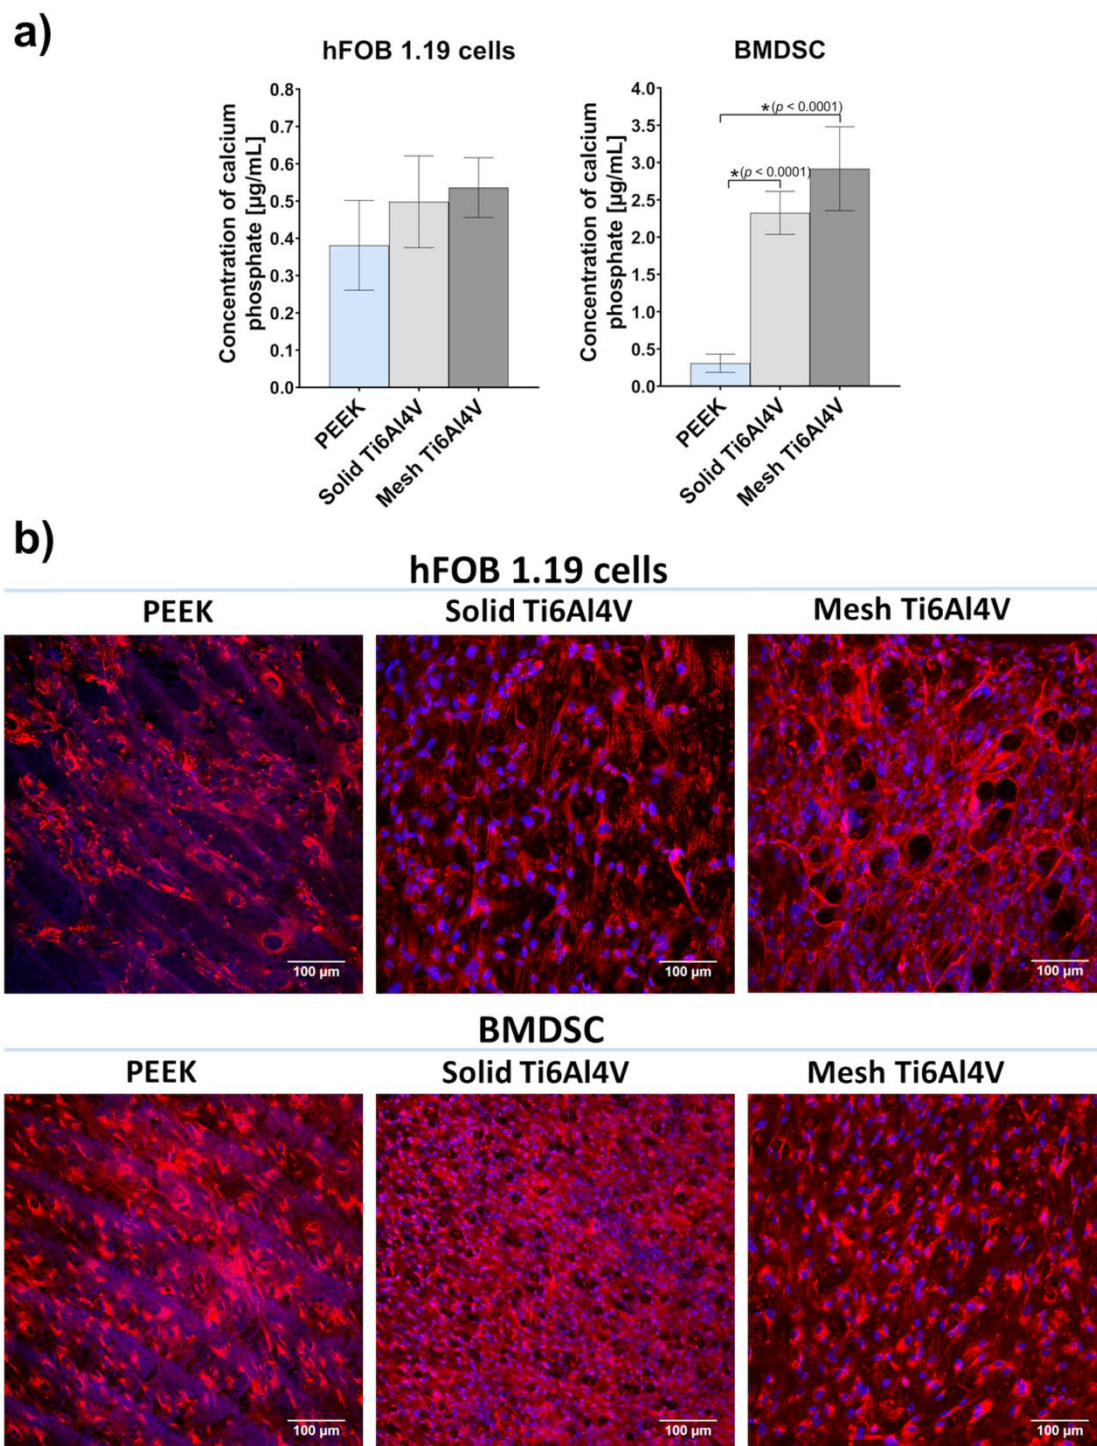 a)
hFOB 1.19 cells
Concentration of calcium
phosphate [µg/mL]
0.8
0.7
0.6
0.5
0.4
0.3
0.2
0.1
0.0
PEEK
Solid Ti6Al4V
Mesh Ti6Al4V
BMDSC
Concentration of calcium
phosphate [µg/mL]
4.0
3.5
3.0
2.5
2.0
1.5
1.0
0.5
0.0
*(p < 0.0001)
*(p < 0.0001)
PEEK
Solid Ti6Al4V
Mesh Ti6Al4V
b)
hFOB 1.19 cells
PEEK Solid Ti6Al4V Mesh Ti6Al4V
100 µm 100 µm 100 µm
BMDSC
PEEK Solid Ti6Al4V Mesh Ti6Al4V
100 µm 100 µm 100 µm